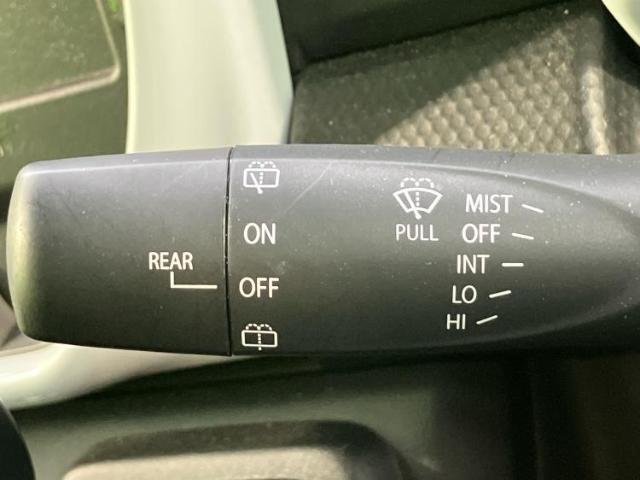 REAR
ON
OFF
PULL
MIST
OFF
INT
LO
HI